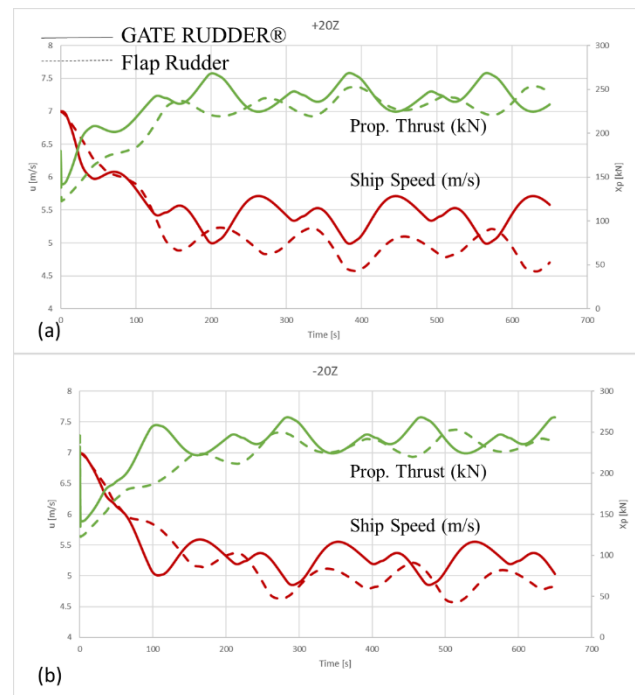 +20Z
GATE RUDDER®
Flap Rudder
8
7.5
7
6.5
6
5.5
5
4.5
4
u [m/s]
300
250
200
150
100
50
0
Xp [kN]
Prop. Thrust (kN)
Ship Speed (m/s)
0 100 200 300 400 500 600 700
Time [s]
(a)
-20Z
8
7.5
7
6.5
6
5.5
5
4.5
4
u [m/s]
300
250
200
150
100
50
0
Xp [kN]
Prop. Thrust (kN)
Ship Speed (m/s)
0 100 200 300 400 500 600 700
Time [s]
(b)